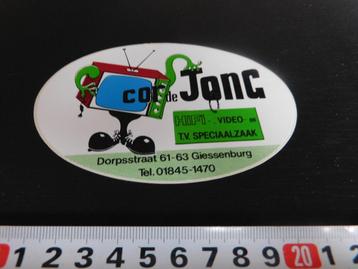 cor de JONG
HIFI - VIDEO - EN
T.V. SPECIAALZAAK
Dorpsstraat 61-63 Giessenburg
Tel. 01845-1470
1 2 3 4 5 6 7 8 9 20 1